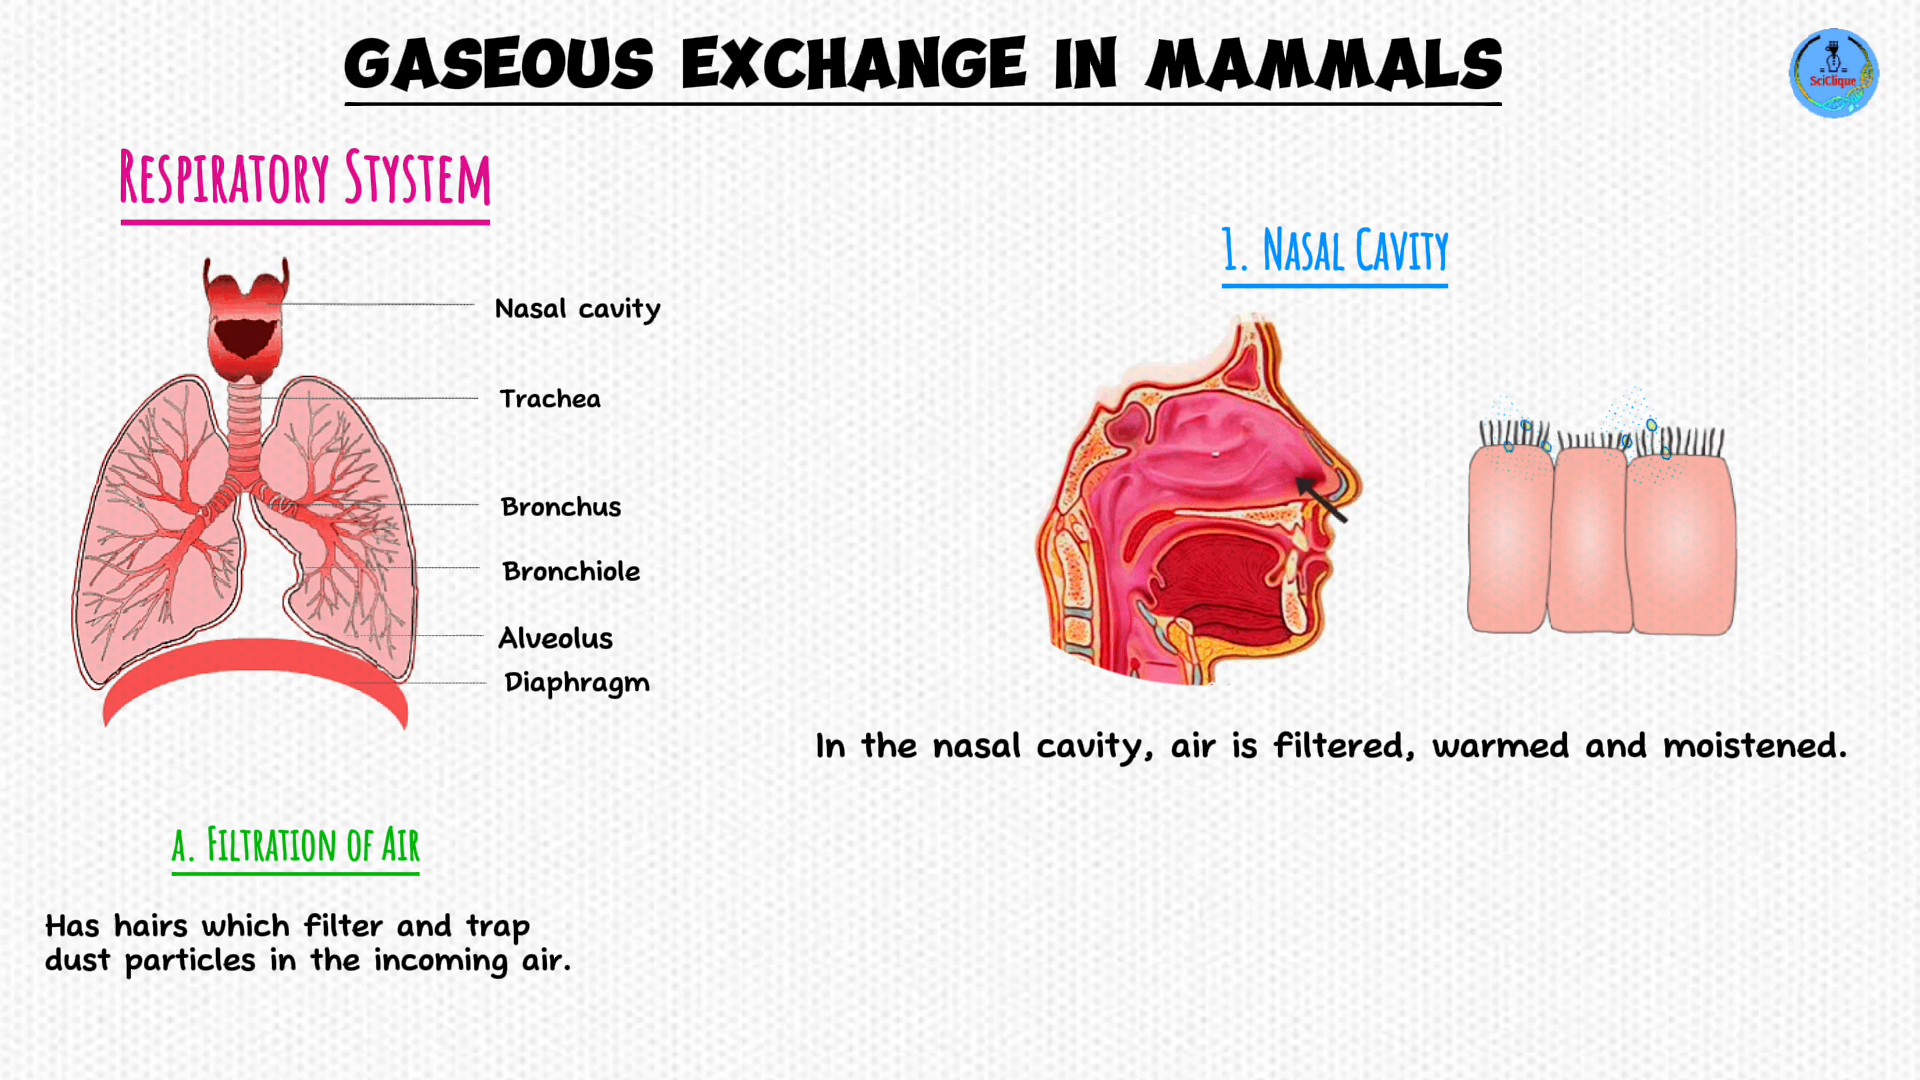 GASEOUS EXCHANGE IN MAMMALS
SciClique
RESPIRATORY STYSTEM
Nasal cavity
Trachea
Bronchus
Bronchiole
Alveolus
Diaphragm
1. NASAL CAVITY
In the nasal cavity, air is filtered, warmed and moistened.
A. FILTRATION OF AIR
Has hairs which filter and trap
dust particles in the incoming air.